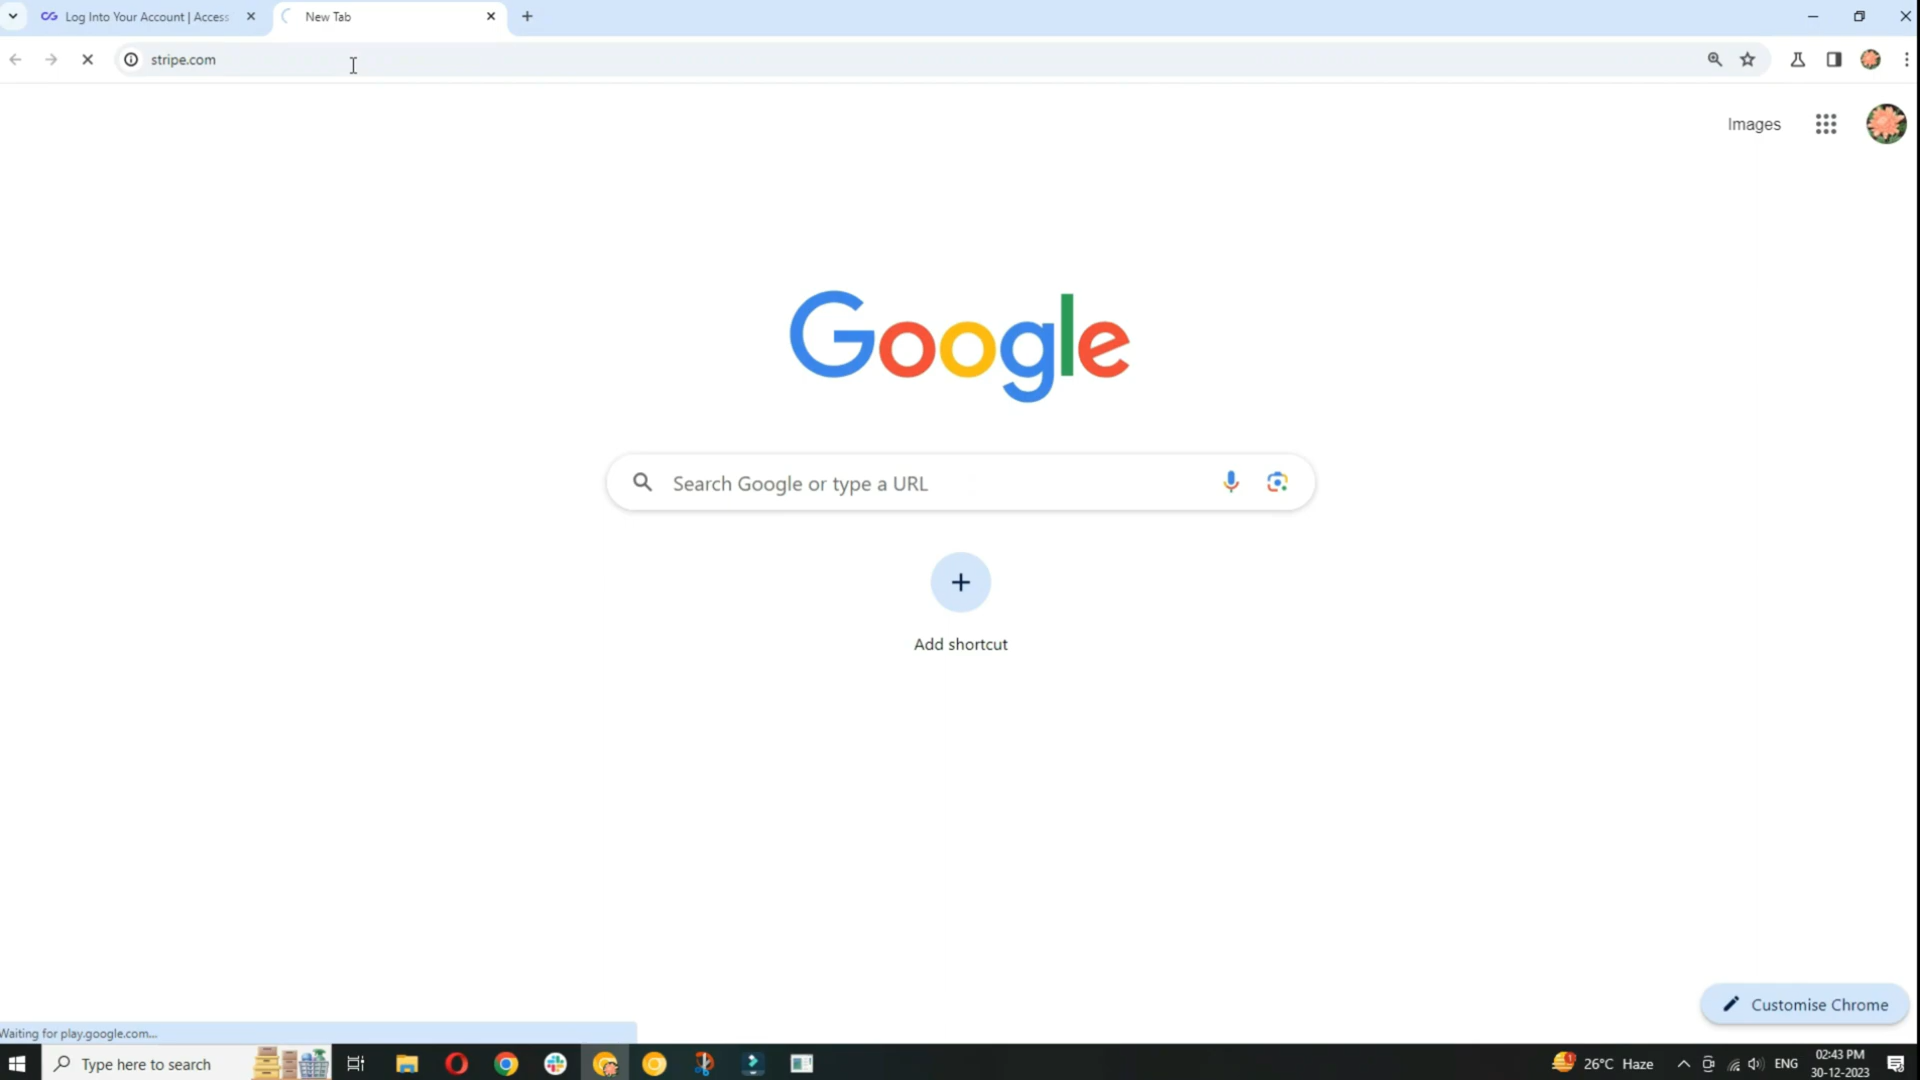 Log Into Your Account | Access
New Tab
stripe.com
Images
Google
Search Google or type a URL
Add shortcut
Customise Chrome
Waiting for play.google.com...
Type here to search
1
26°C Haze
ENG
02:43 PM
30-12-2023